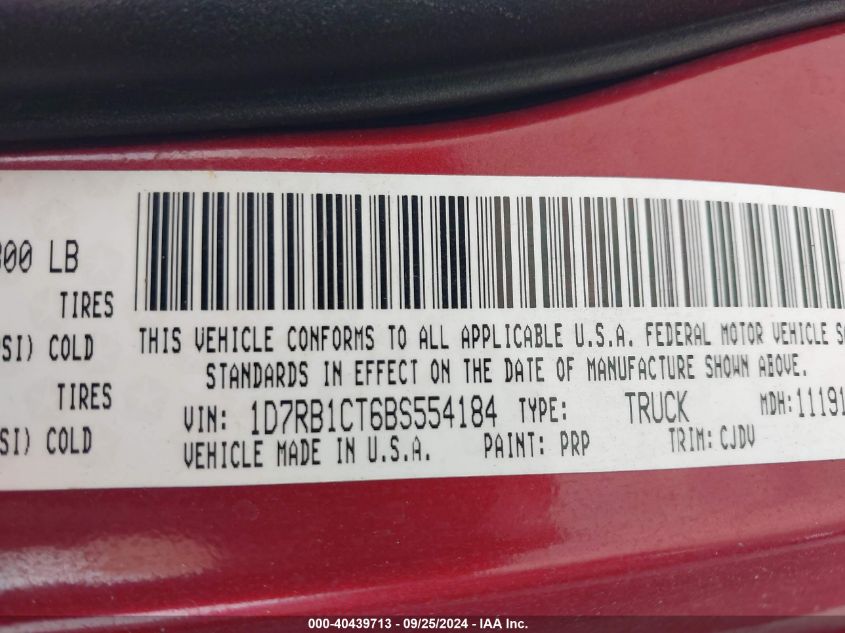 300 LB
TIRES
SI) COLD
TIRES
SI) COLD
THIS VEHICLE CONFORMS TO ALL APPLICABLE U.S.A. FEDERAL MOTOR VEHICLE
STANDARDS IN EFFECT ON THE DATE OF MANUFACTURE SHOWN ABOVE.
VIN: 1D7RB1CT6BS554184 TYPE: TRUCK MDH:11191
VEHICLE MADE IN U.S.A. PAINT: PRP TRIM: CJDV
000-40439713 - 09/25/2024 - IAA Inc.